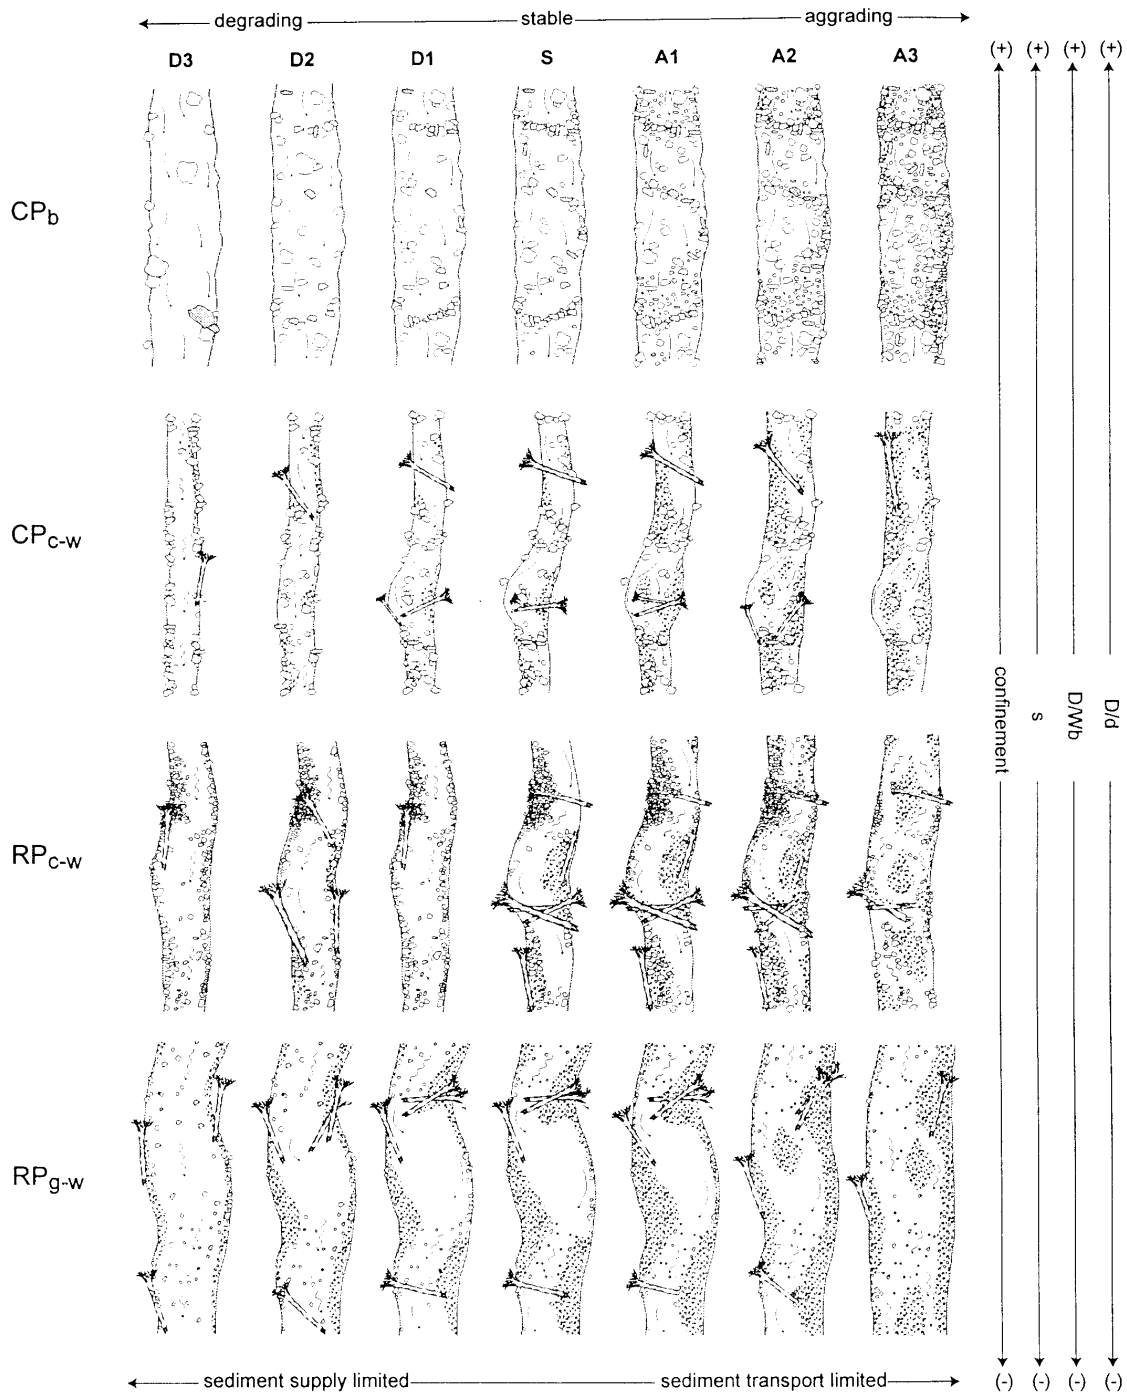 degrading stable aggrading
D3 D2 D1 S A1 A2 A3
(+) (+) (+) (+)
CPb
CPc-w
RPc-w
RPg-w
confinement
s
D/Wb
D/d
sediment supply limited sediment transport limited
(-) (-) (-) (-)